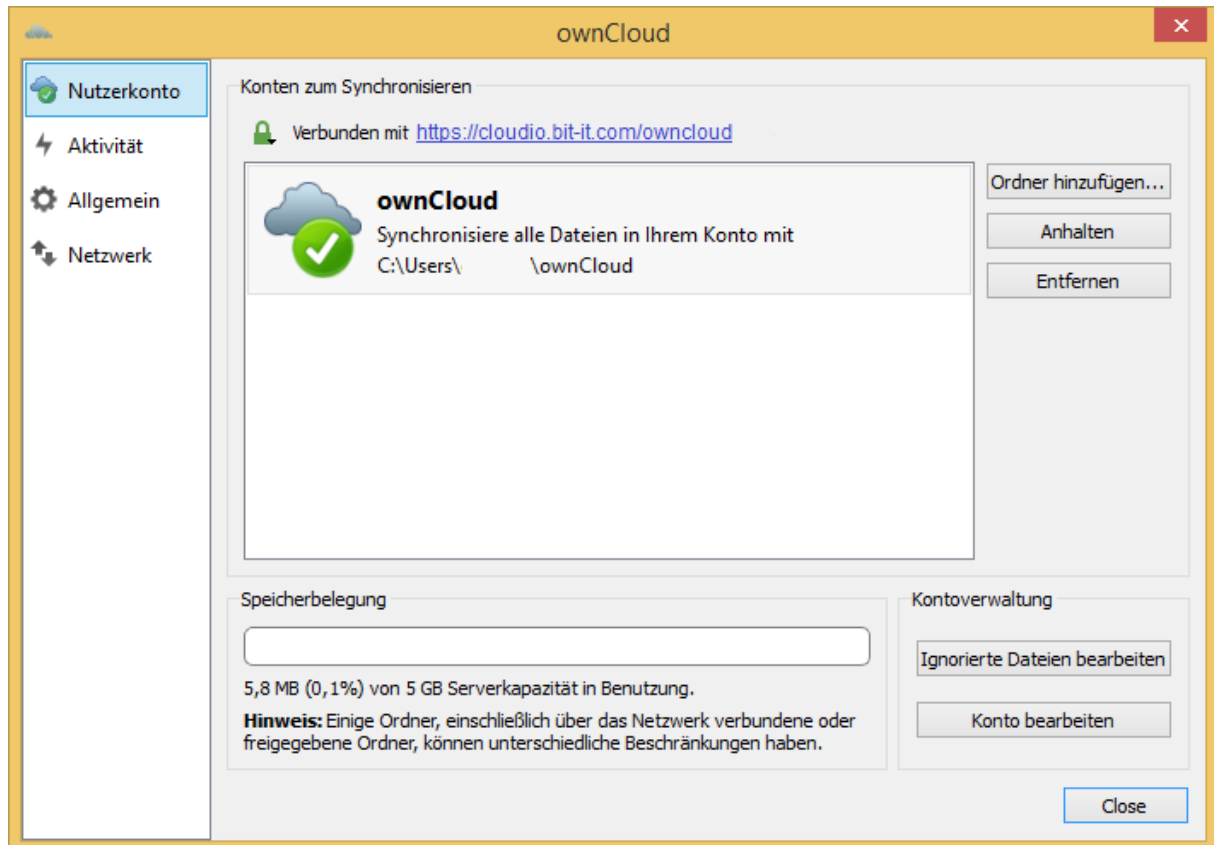 ownCloud
Nutzerkonto
Aktivität
Allgemein
Netzwerk
Konten zum Synchronisieren
Verbunden mit https://cloudio.bit-it.com/owncloud
ownCloud
Synchronisiere alle Dateien in Ihrem Konto mit
C:\Users\ \ownCloud
Ordner hinzufügen...
Anhalten
Entfernen
Speicherbelegung
5,8 MB (0,1%) von 5 GB Serverkapazität in Benutzung.
Hinweis: Einige Ordner, einschließlich über das Netzwerk verbundene oder
freigegebene Ordner, können unterschiedliche Beschränkungen haben.
Kontoverwaltung
Ignorierte Dateien bearbeiten
Konto bearbeiten
Close